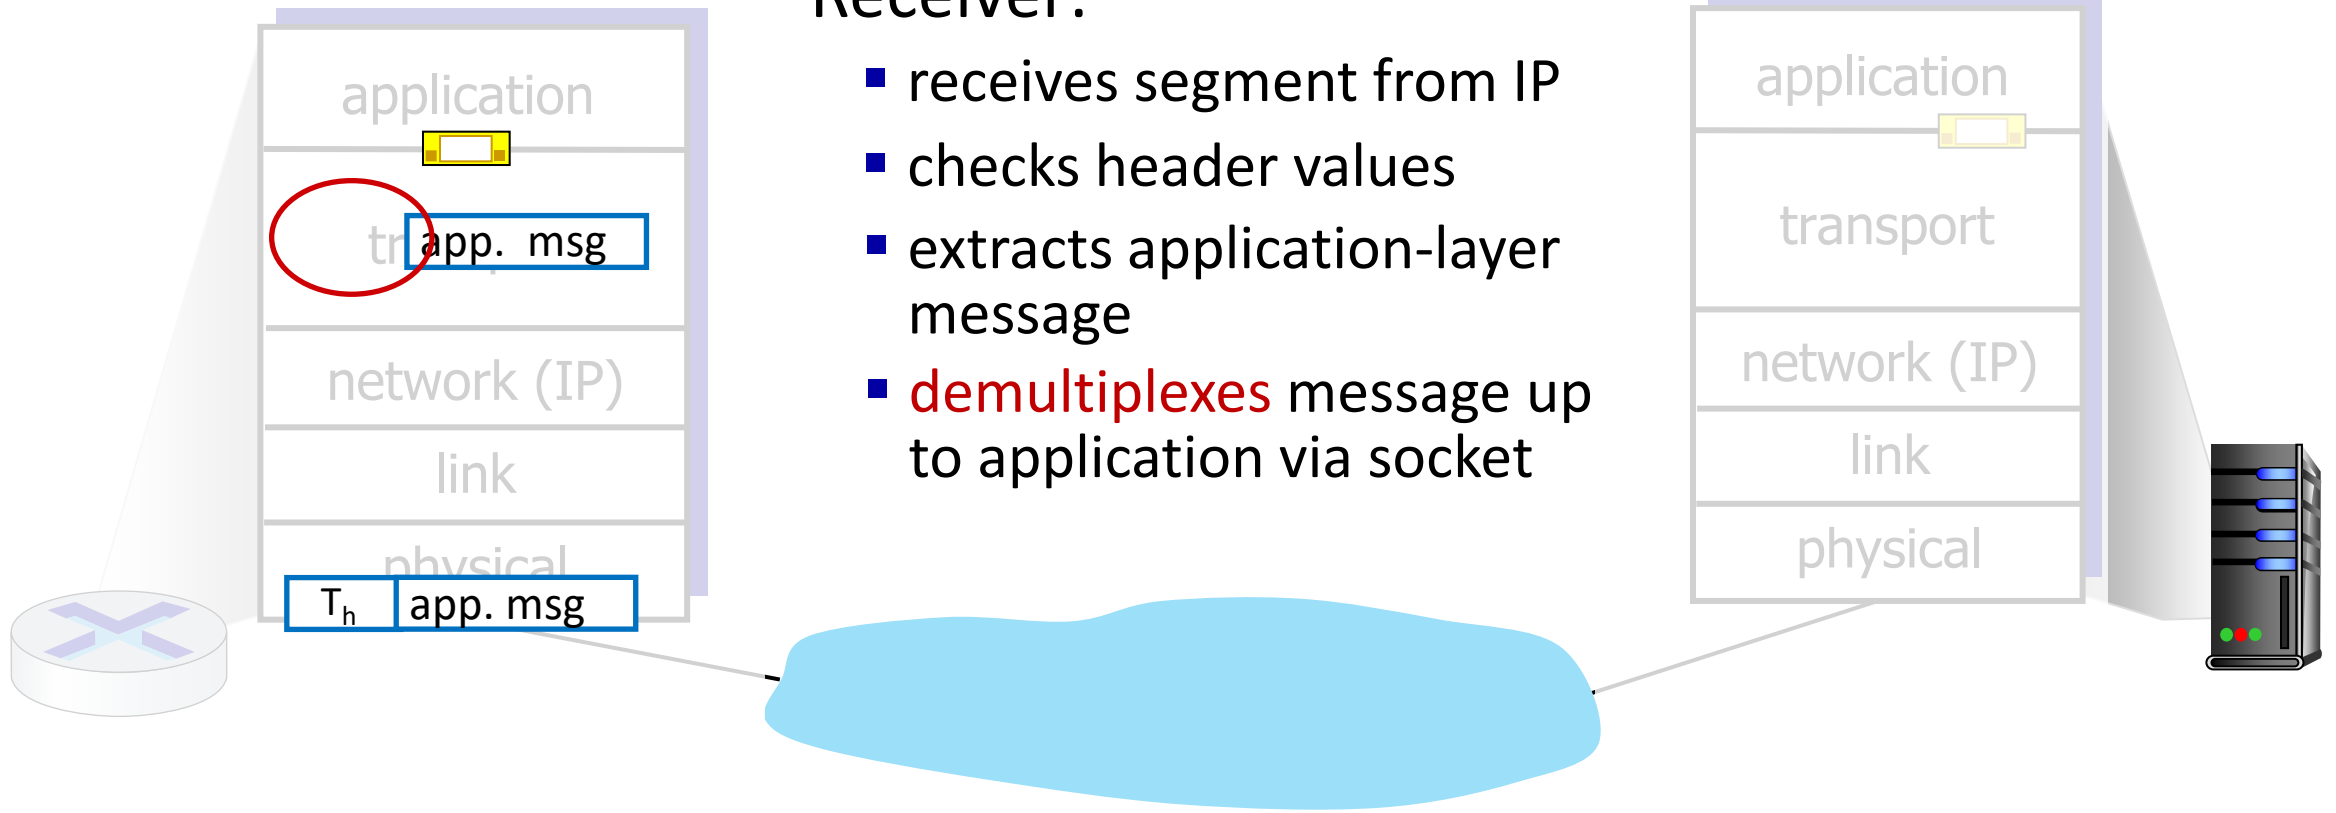 Receiver:
application
app. msg
network (IP)
link
physical
T_h app. msg
receives segment from IP
checks header values
extracts application-layer
message
demultiplexes message up
to application via socket
application
transport
network (IP)
link
physical